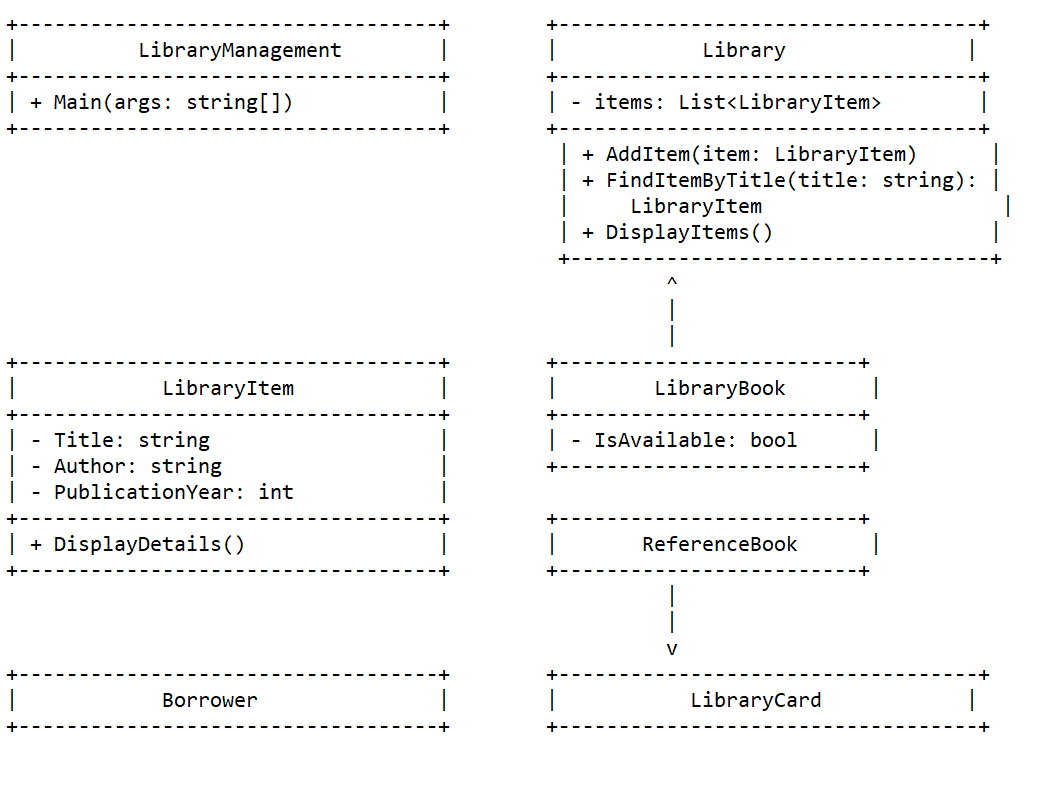 +-----------------------------------+        +-----------------------------------+
|          LibraryManagement        |        |            Library               |
+-----------------------------------+        +-----------------------------------+
| + Main(args: string[])            |        | - items: List<LibraryItem>        |
+-----------------------------------+        +-----------------------------------+
                                              | + AddItem(item: LibraryItem)      |
                                              | + FindItemByTitle(title: string): |
                                              |     LibraryItem                    |
                                              | + DisplayItems()                  |
                                              +-----------------------------------+
                                                       ^
                                                       |
                                                       |
+-----------------------------------+        +-------------------------+
|            LibraryItem            |        |        LibraryBook       |
+-----------------------------------+        +-------------------------+
| - Title: string                   |        | - IsAvailable: bool      |
| - Author: string                  |        +-------------------------+
| - PublicationYear: int            |
+-----------------------------------+        +-------------------------+
| + DisplayDetails()                |        |       ReferenceBook      |
+-----------------------------------+        +-------------------------+
                                                       |
                                                       |
                                                       v
+-----------------------------------+        +-----------------------------------+
|            Borrower               |        |           LibraryCard            |
+-----------------------------------+        +-----------------------------------+